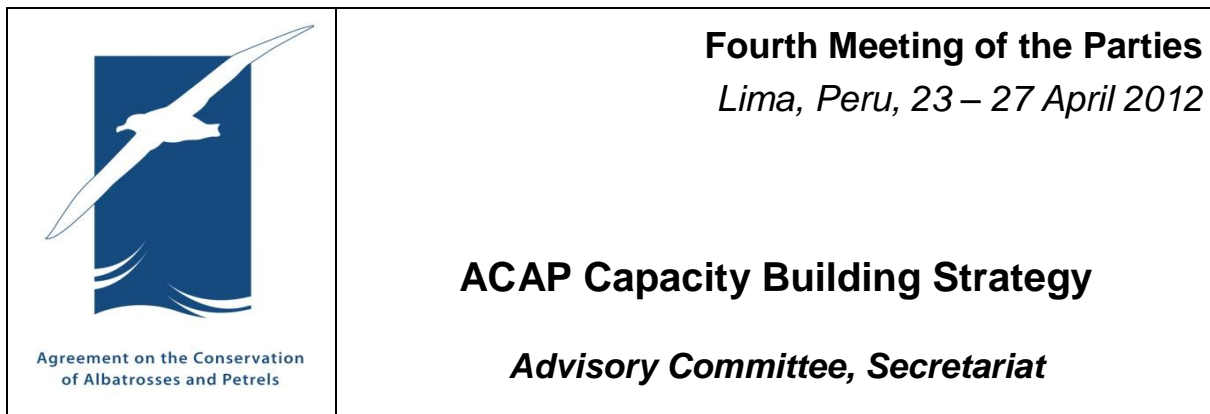 Agreement on the Conservation
of Albatrosses and Petrels
Fourth Meeting of the Parties
Lima, Peru, 23 – 27 April 2012
ACAP Capacity Building Strategy
Advisory Committee, Secretariat